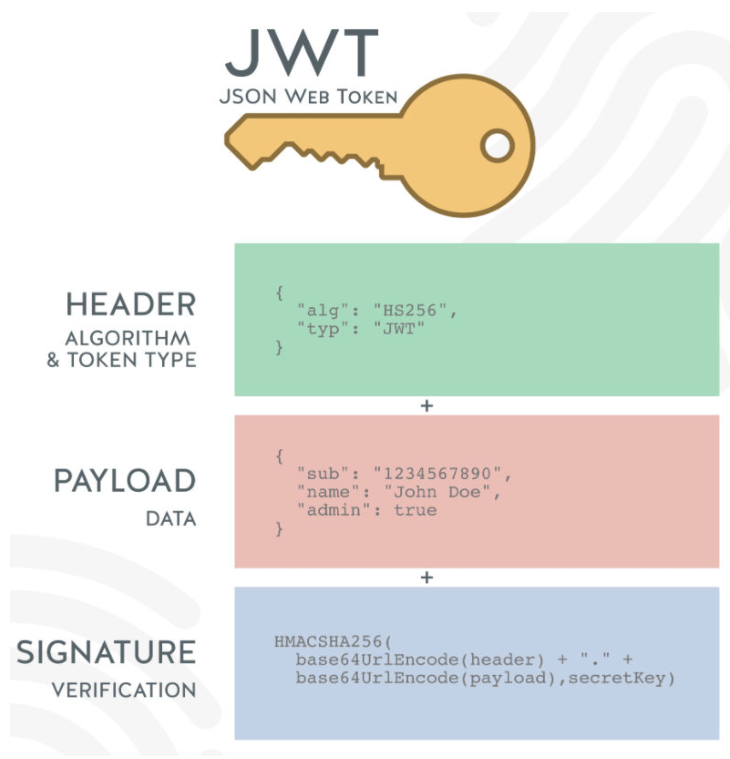 JWT
JSON WEB TOKEN
HEADER
ALGORITHM
& TOKEN TYPE
{
  "alg": "HS256",
  "typ": "JWT"
}
+
PAYLOAD
DATA
{
  "sub": "1234567890",
  "name": "John Doe",
  "admin": true
}
+
SIGNATURE
VERIFICATION
HMACSHA256(
  base64UrlEncode(header) + "." +
  base64UrlEncode(payload),secretKey)